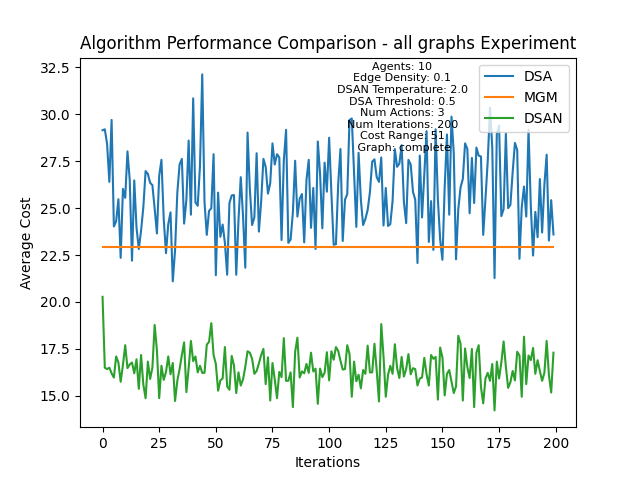 Algorithm Performance Comparison - all graphs Experiment
Agents: 10
Edge Density: 0.1
DSAN Temperature: 2.0
DSA Threshold: 0.5
Num Actions: 3
Num Iterations: 200
Cost Range: 51
Graph: complete
DSA
MGM
DSAN
Average Cost
32.5
30.0
27.5
25.0
22.5
20.0
17.5
15.0
0 25 50 75 100 125 150 175 200
Iterations